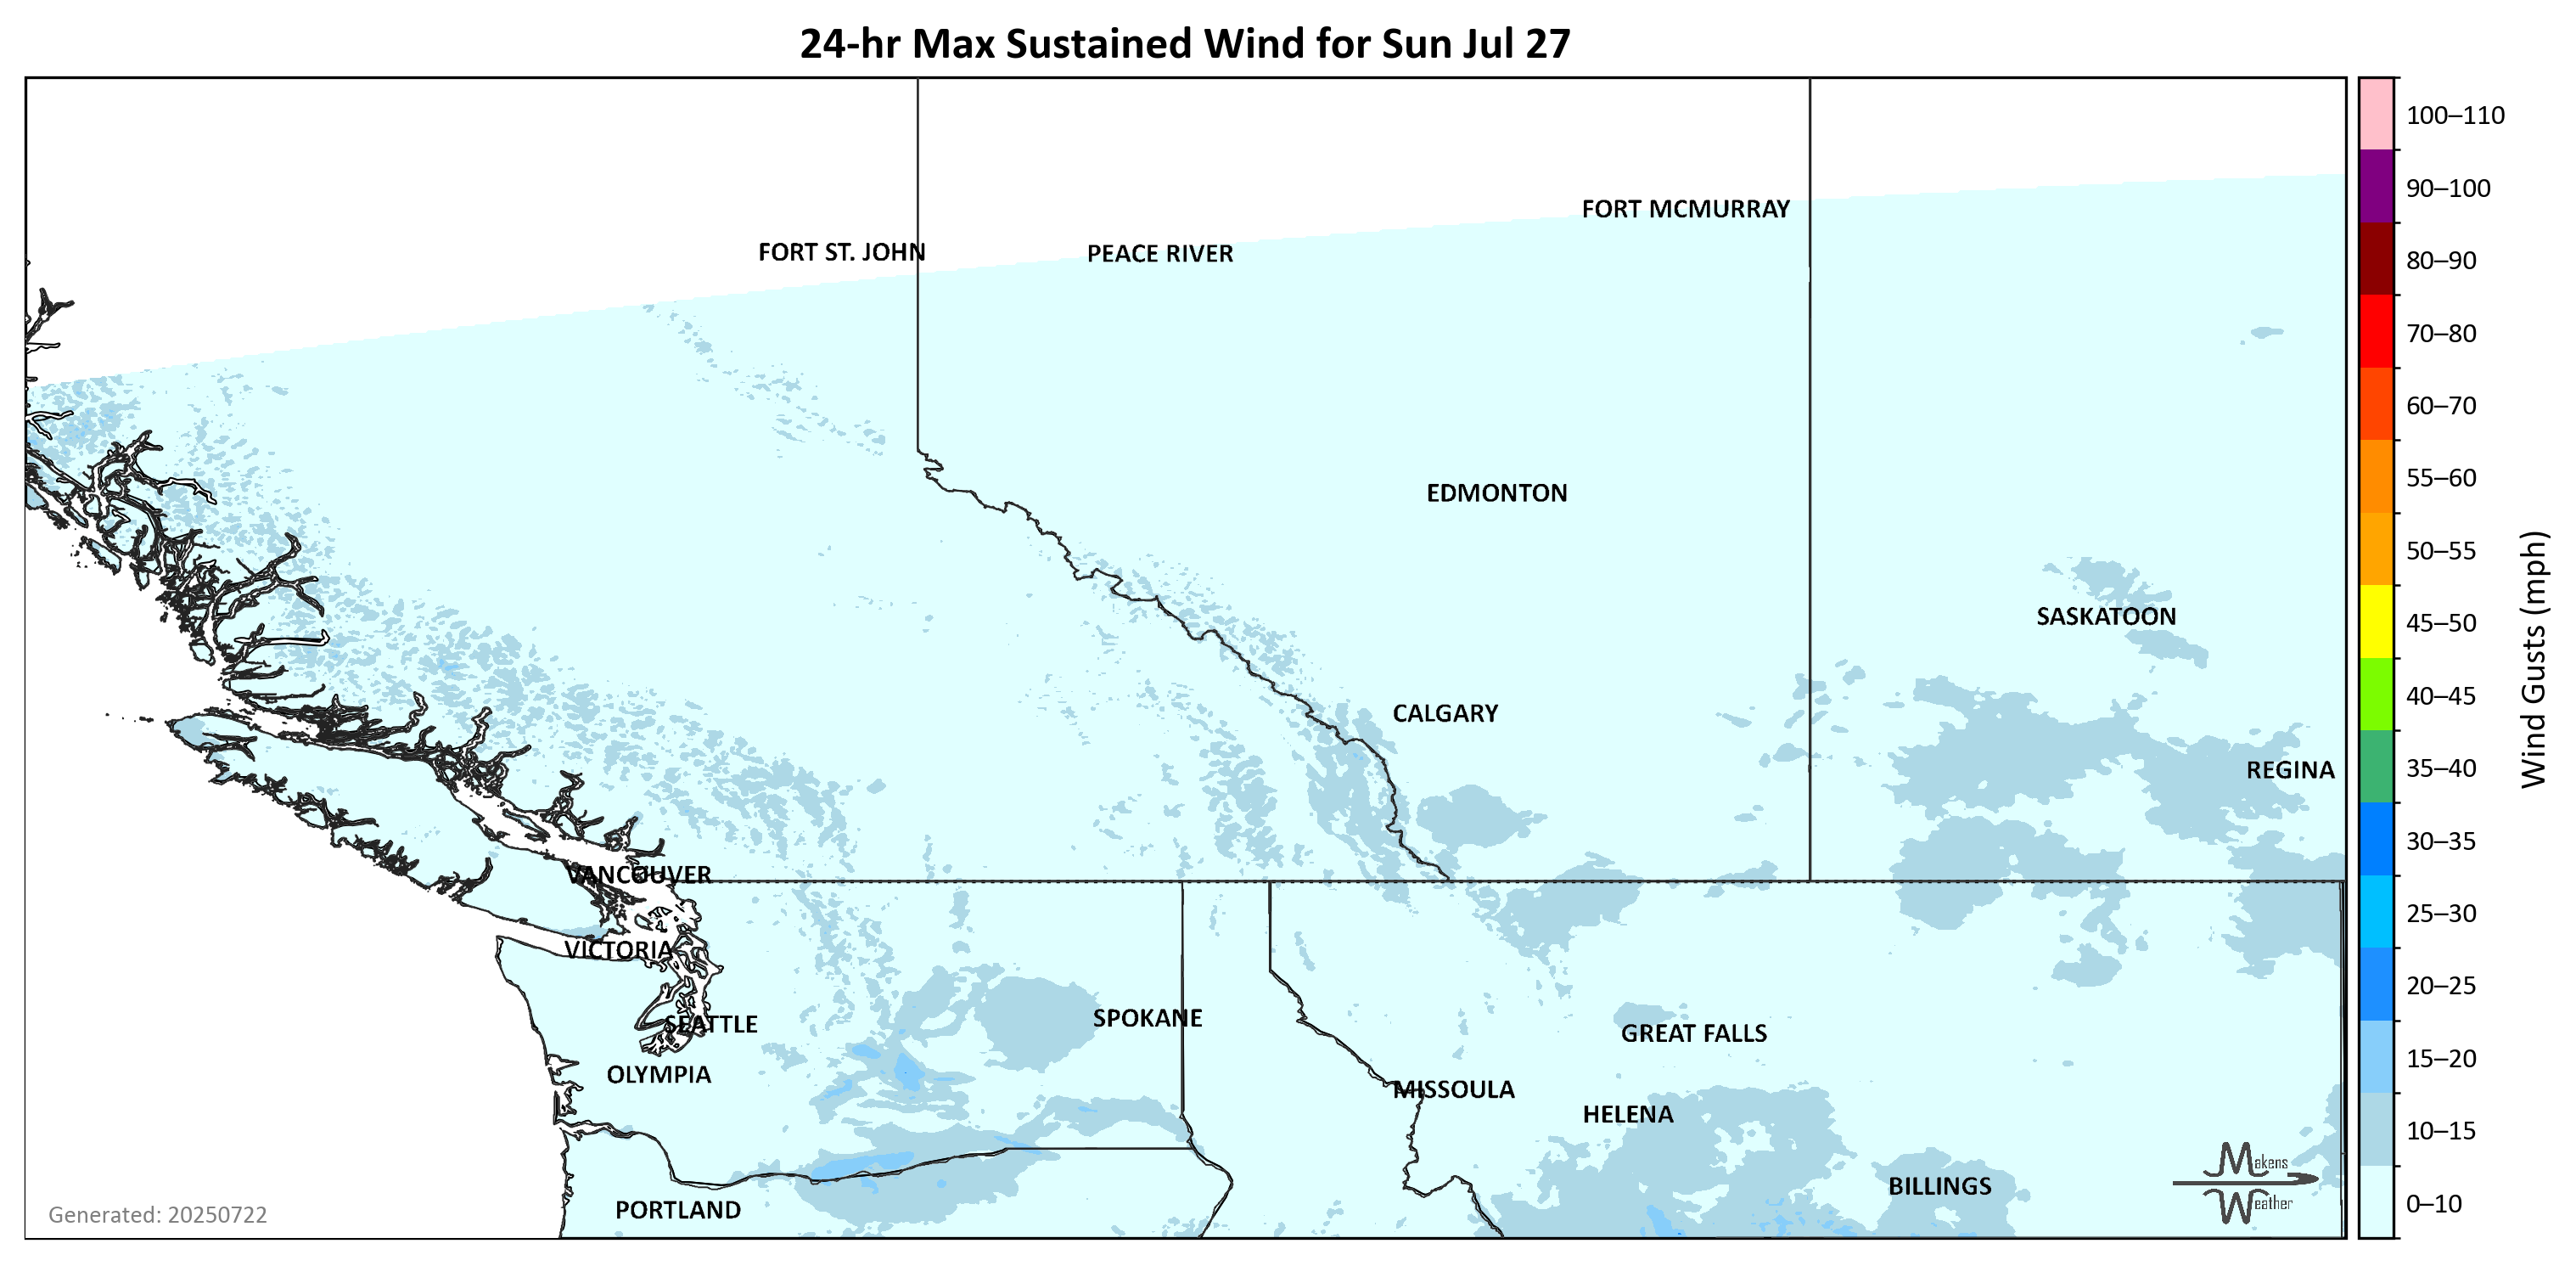 24-hr Max Sustained Wind for Sun Jul 27
100–110
90–100
80–90
70–80
60–70
55–60
50–55
45–50
40–45
35–40
30–35
25–30
20–25
15–20
10–15
0–10
Wind Gusts (mph)
FORT MCMURRAY
FORT ST. JOHN
PEACE RIVER
EDMONTON
SASKATOON
CALGARY
REGINA
VANCOUVER
VICTORIA
SEATTLE
SPOKANE
GREAT FALLS
OLYMPIA
MISSOULA
HELENA
BILLINGS
PORTLAND
Makens
Weather
Generated: 20250722